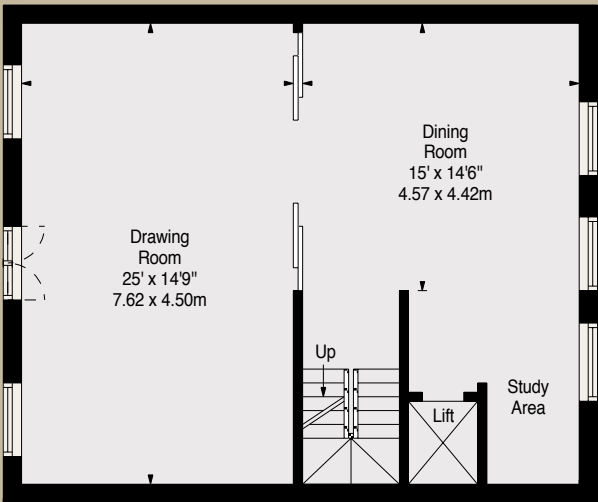 Dining
Room
15' x 14'6"
4.57 x 4.42m
Drawing
Room
25' x 14'9"
7.62 x 4.50m
Up
Lift
Study
Area